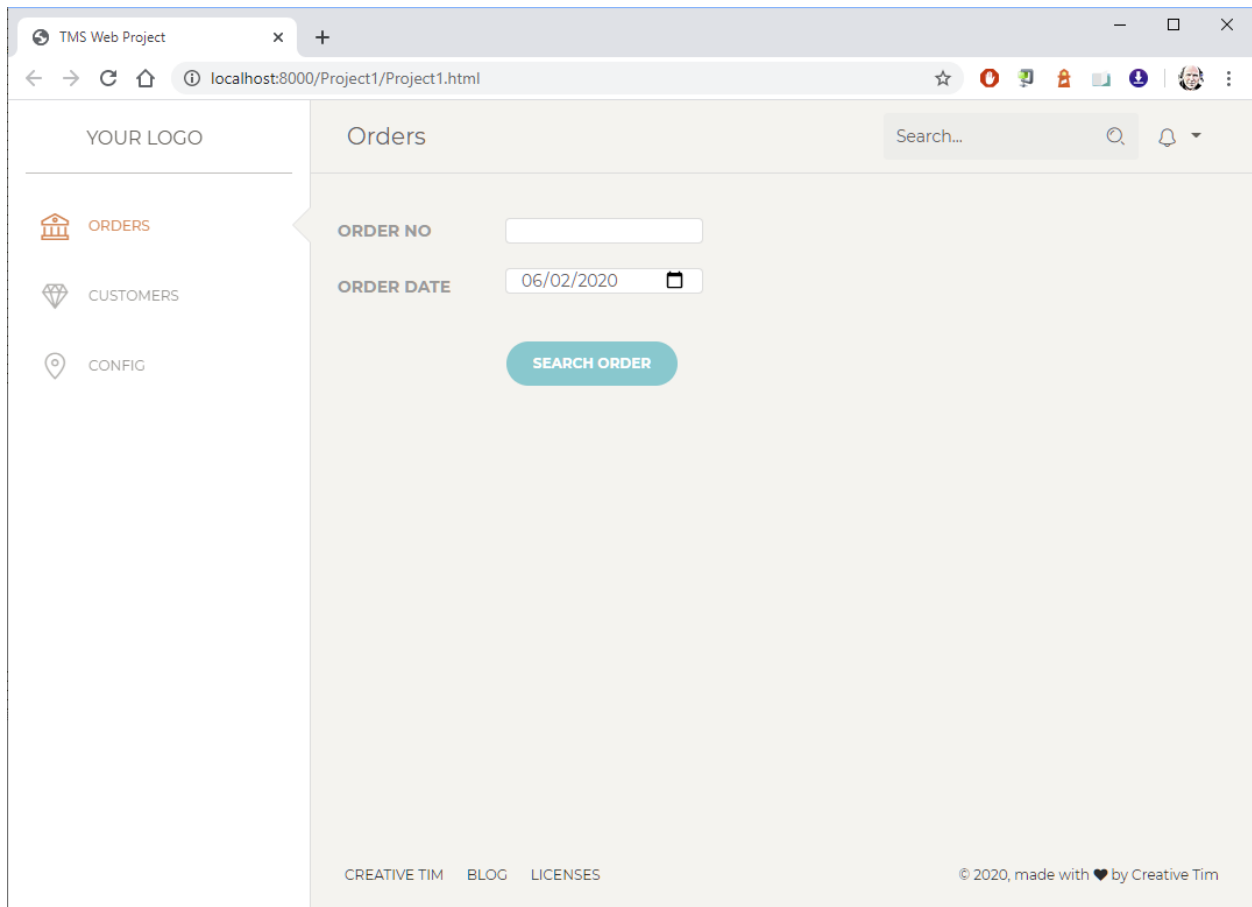 TMS Web Project
localhost:8000/Project1/Project1.html
YOUR LOGO
Orders
Search...
ORDERS
CUSTOMERS
CONFIG
ORDER NO
ORDER DATE
06/02/2020
SEARCH ORDER
CREATIVE TIM BLOG LICENSES
© 2020, made with ♥ by Creative Tim